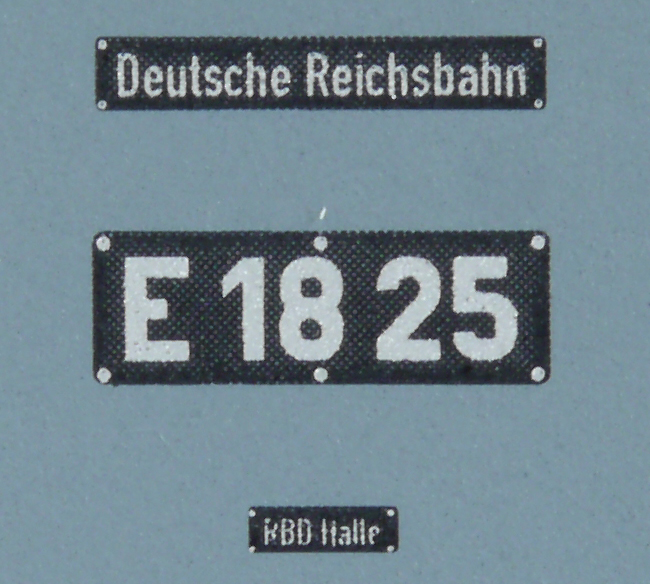 Deutsche Reichsbahn
E 18 25
RBD Halle